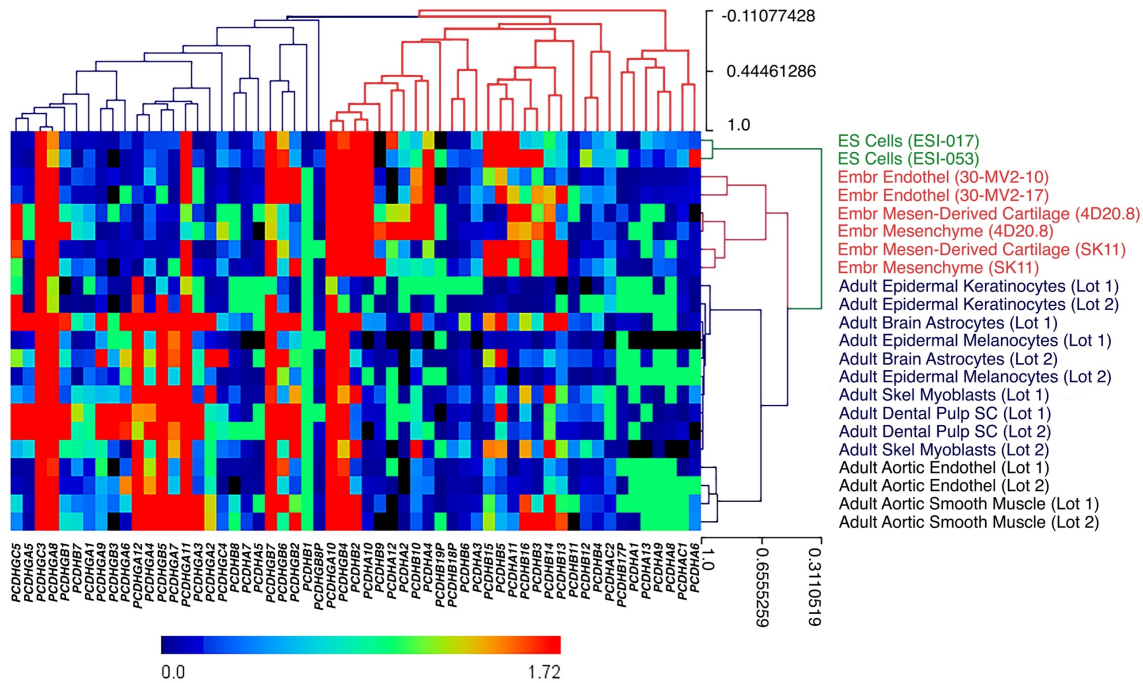 -0.11077428
0.44461286
1.0
ES Cells (ESI-017)
ES Cells (ESI-053)
Embr Endothel (30-MV2-10)
Embr Endothel (30-MV2-17)
Embr Mesen-Derived Cartilage (4D20.8)
Embr Mesenchyme (4D20.8)
Embr Mesen-Derived Cartilage (SK11)
Embr Mesenchyme (SK11)
Adult Epidermal Keratinocytes (Lot 1)
Adult Epidermal Keratinocytes (Lot 2)
Adult Brain Astrocytes (Lot 1)
Adult Epidermal Melanocytes (Lot 1)
Adult Brain Astrocytes (Lot 2)
Adult Epidermal Melanocytes (Lot 2)
Adult Skel Myoblasts (Lot 1)
Adult Dental Pulp SC (Lot 1)
Adult Dental Pulp SC (Lot 2)
Adult Skel Myoblasts (Lot 2)
Adult Aortic Endothel (Lot 1)
Adult Aortic Endothel (Lot 2)
Adult Aortic Smooth Muscle (Lot 1)
Adult Aortic Smooth Muscle (Lot 2)
PCDHGC5
PCDHGA5
PCDHGC3
PCDHGA8
PCDHGB1
PCDHB7
PCDHGA1
PCDHGA9
PCDHGB3
PCDHGA6
PCDHGA12
PCDHGA4
PCDHGB5
PCDHGA7
PCDHGA11
PCDHGA3
PCDHGA2
PCDHGC4
PCDHB8
PCDHA7
PCDHA5
PCDHGB7
PCDHGB6
PCDHGB2
PCDHB1
PCDHGB8P
PCDHGA10
PCDHGB4
PCDHB2
PCDHA10
PCDHB9
PCDHA12
PCDHA2
PCDHB10
PCDHA4
PCDHB19P
PCDHB18P
PCDHB6
PCDHA3
PCDHB15
PCDHB5
PCDHA11
PCDHB16
PCDHB3
PCDHB14
PCDHB13
PCDHB11
PCDHB12
PCDHB4
PCDHAC2
PCDHB17P
PCDHA1
PCDHA13
PCDHA9
PCDHA8
PCDHAC1
PCDHA6
1.0
0.6555259
0.3110519
0.0
1.72